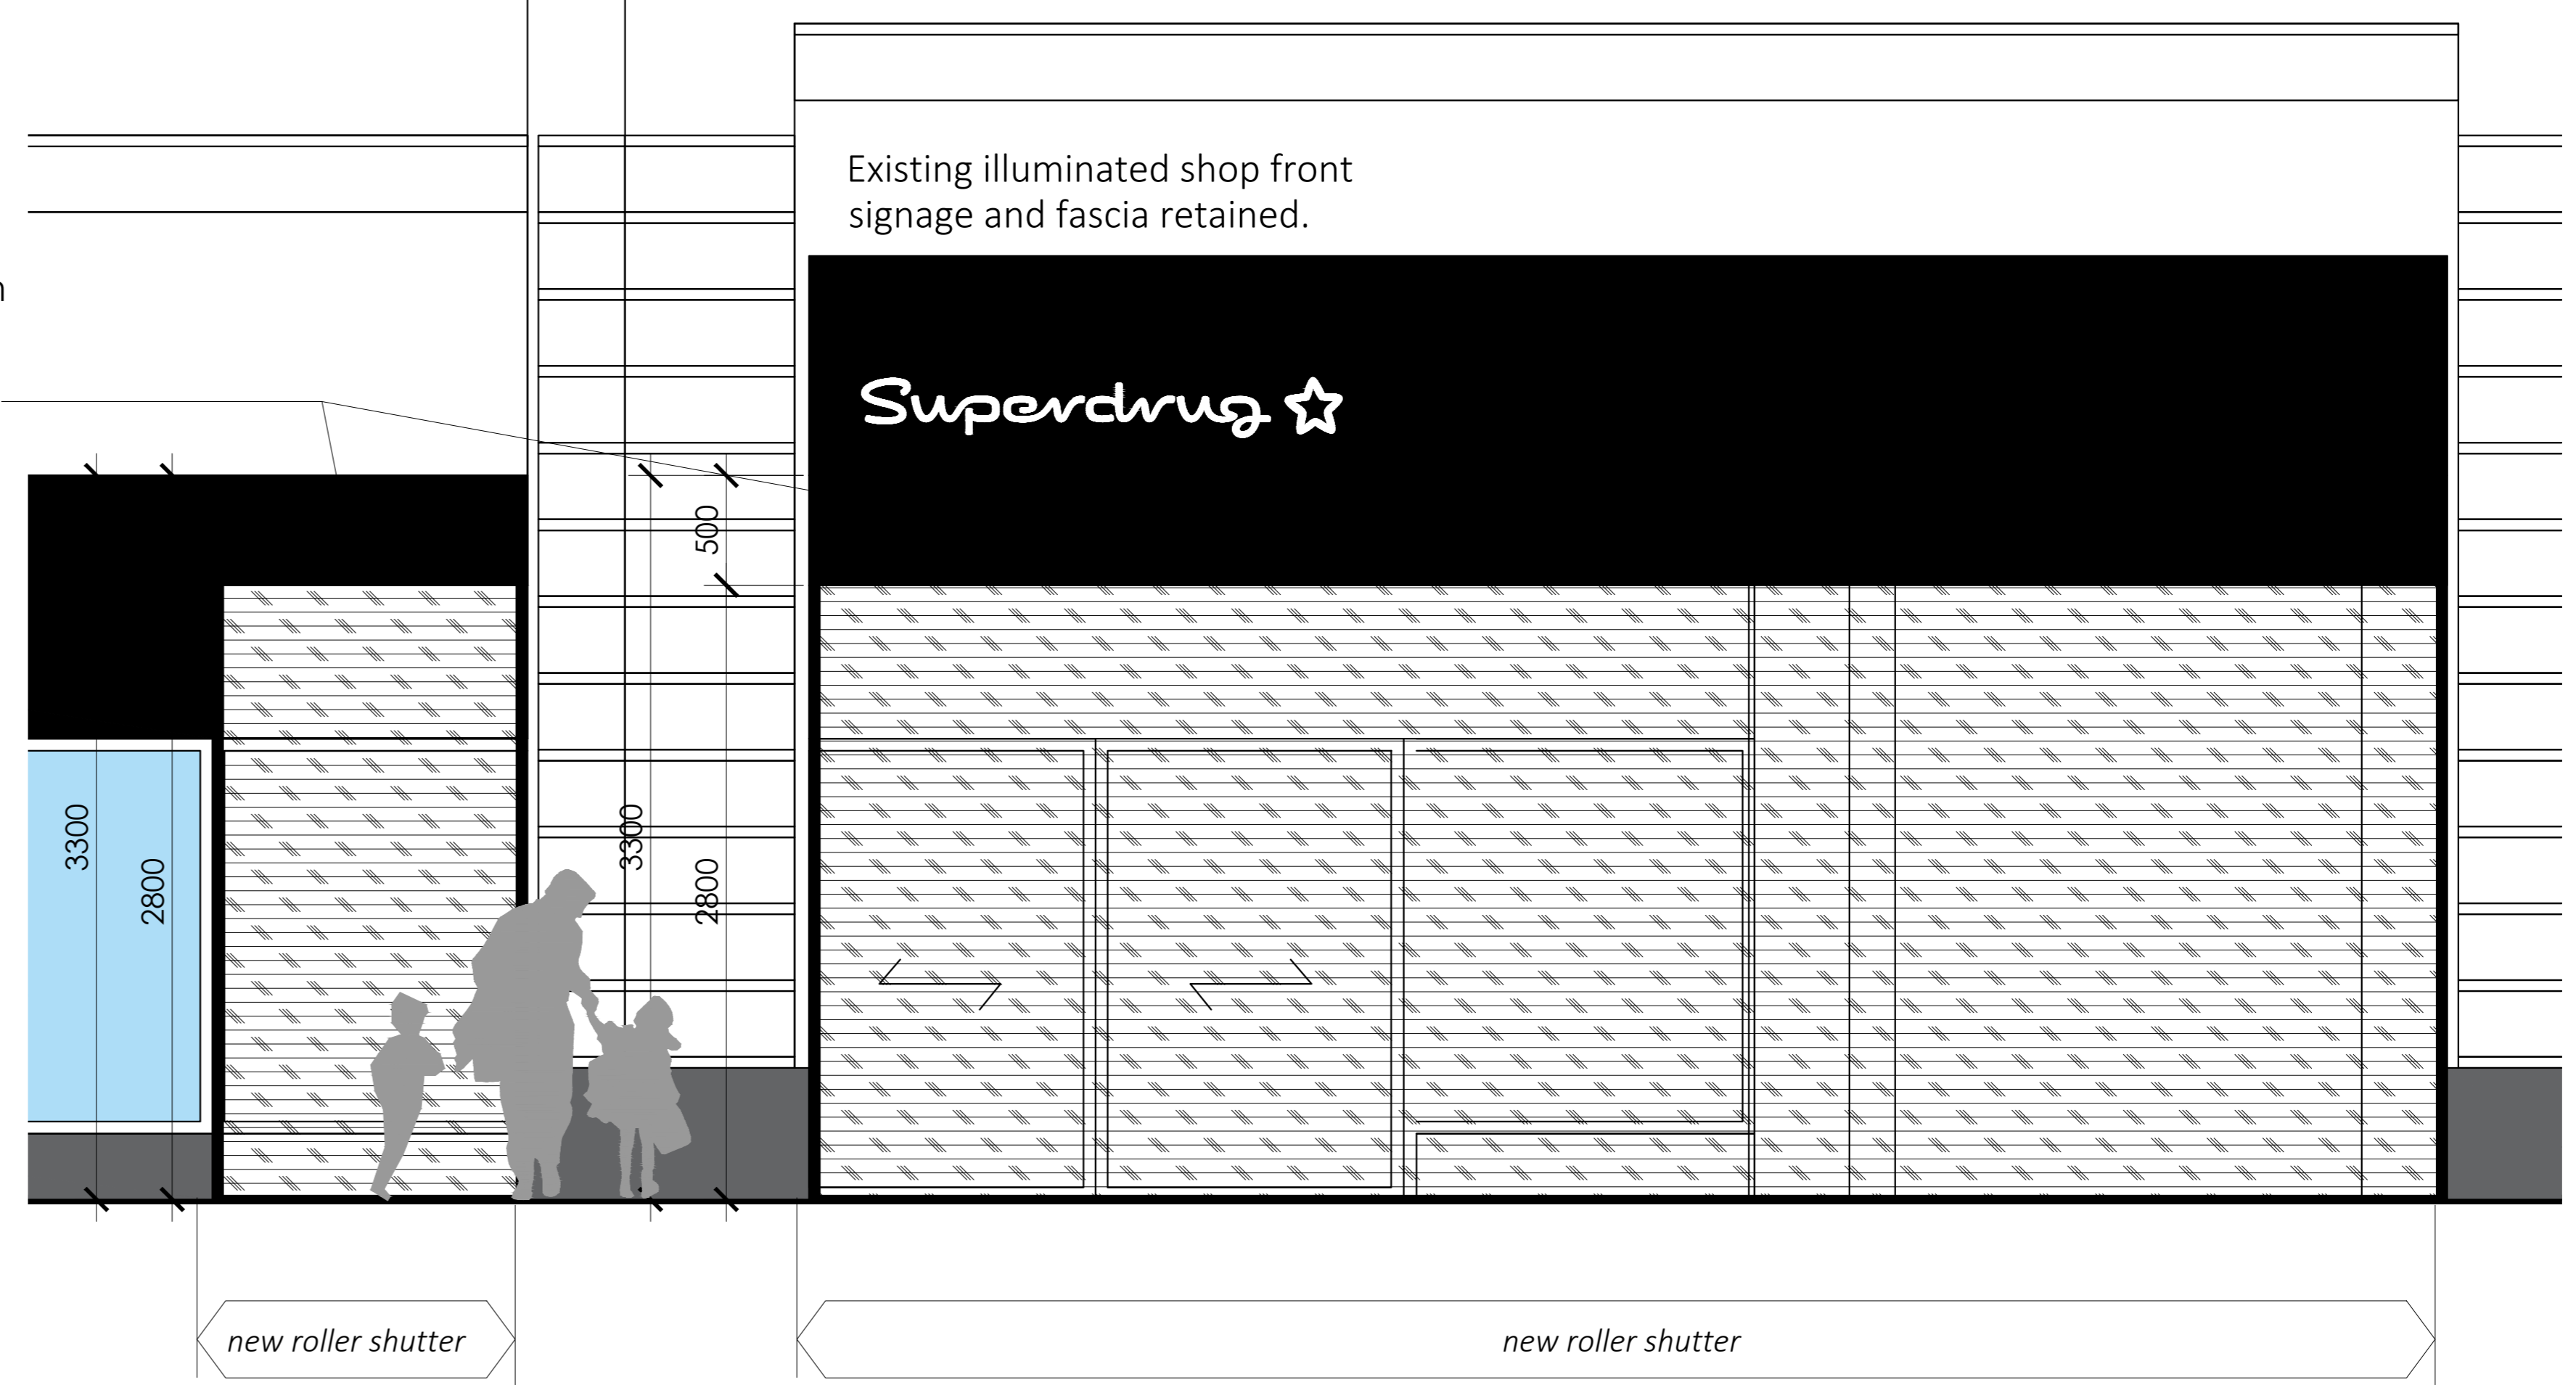 Existing illuminated shop front
signage and fascia retained.
n
Superdrug
500
3300
2800
3300
2800
new roller shutter
new roller shutter